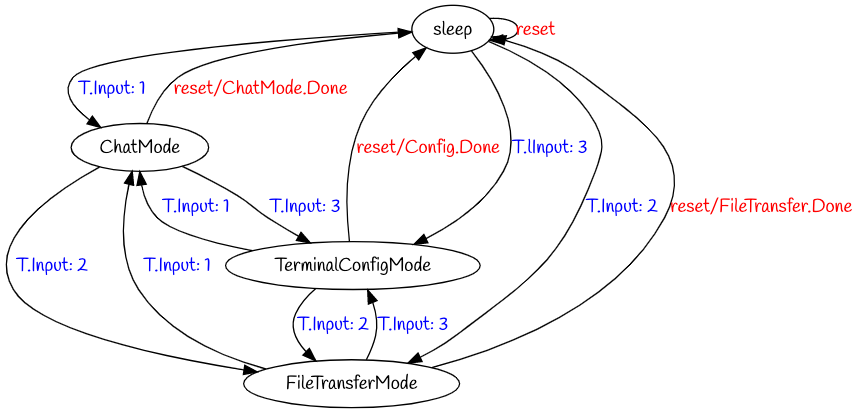 sleep
reset
T.Input: 1
reset/ChatMode.Done
ChatMode
reset/Config.Done
T.lInput: 3
T.Input: 1
T.Input: 3
T.Input: 2
reset/FileTransfer.Done
T.Input: 2
T.Input: 1
TerminalConfigMode
T.Input: 2
T.Input: 3
FileTransferMode